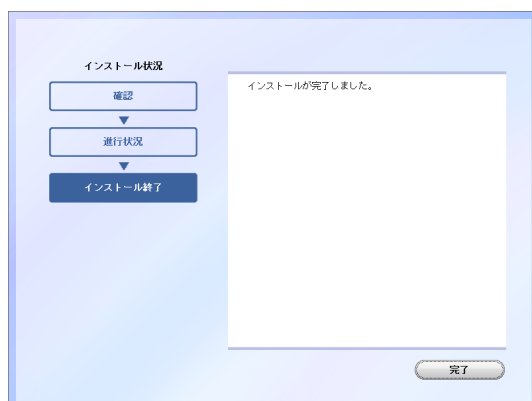 インストール状況
確認
進行状況
インストール終了
インストールが完了しました。
完了